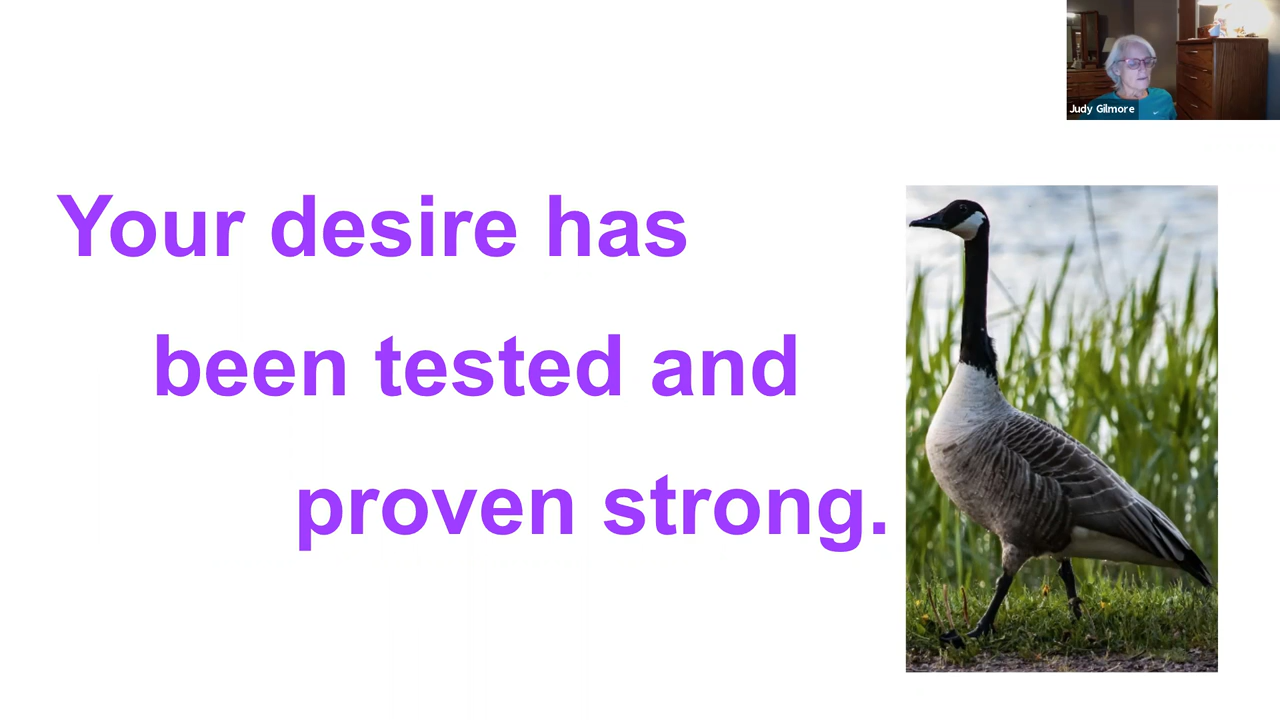 Judy Gilmore
Your desire has
been tested and
proven strong.